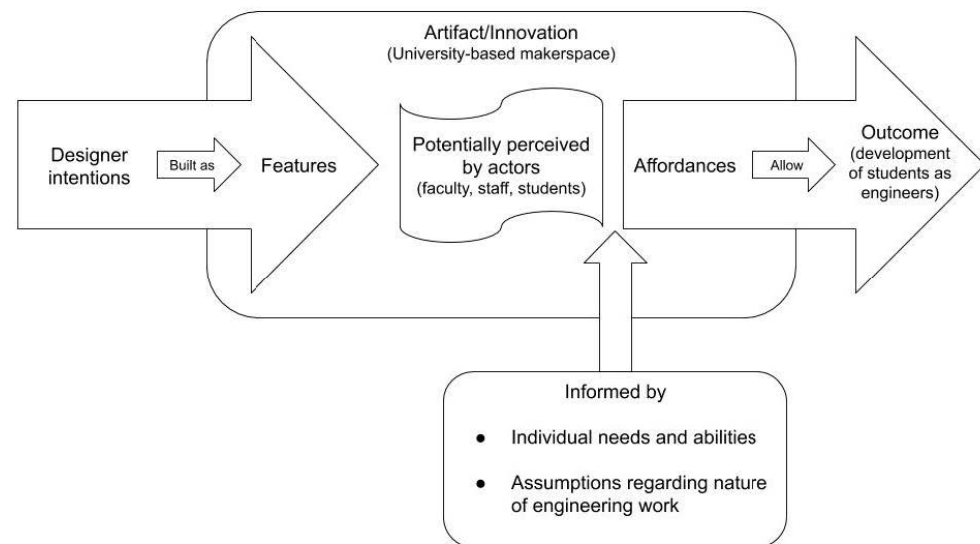 Artifact/Innovation
(University-based makerspace)
Designer
intentions
Built as
Features
Potentially perceived
by actors
(faculty, staff, students)
Affordances
Allow
Outcome
(development
of students as
engineers)
Informed by
● Individual needs and abilities
● Assumptions regarding nature
of engineering work